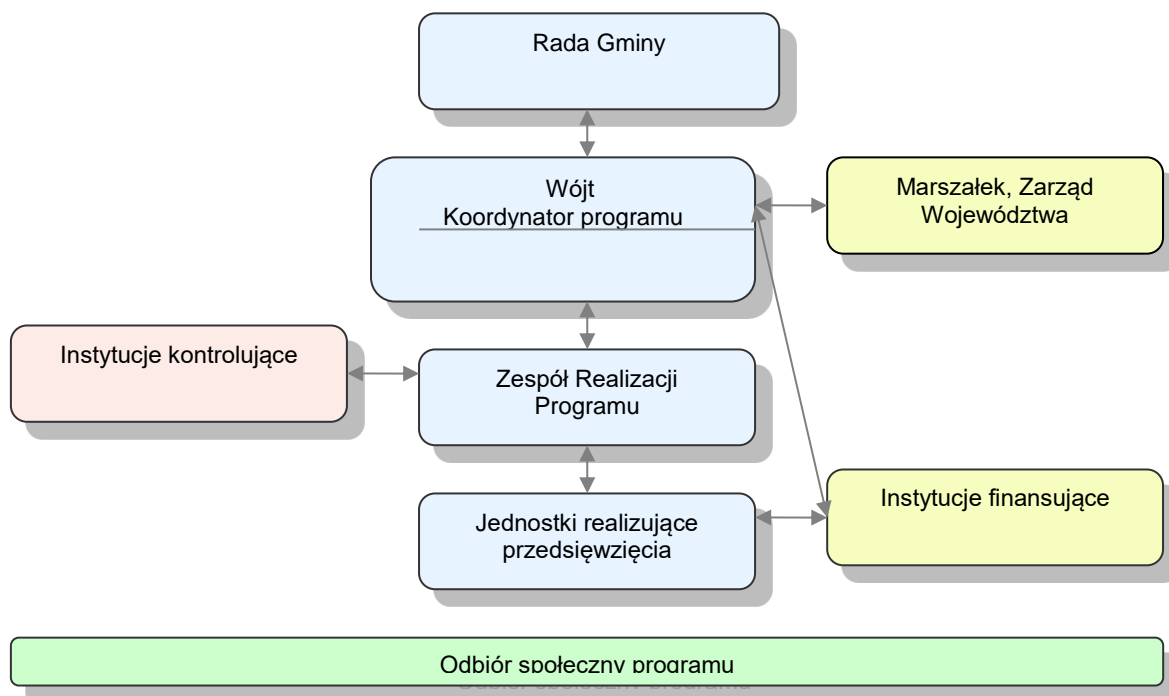 Rada Gminy
Wójt
Koordynator programu
Marszałek, Zarząd
Województwa
Instytucje kontrolujące
Zespół Realizacji
Programu
Instytucje finansujące
Jednostki realizujące
przedsięwzięcia
Odbiór społeczny programu